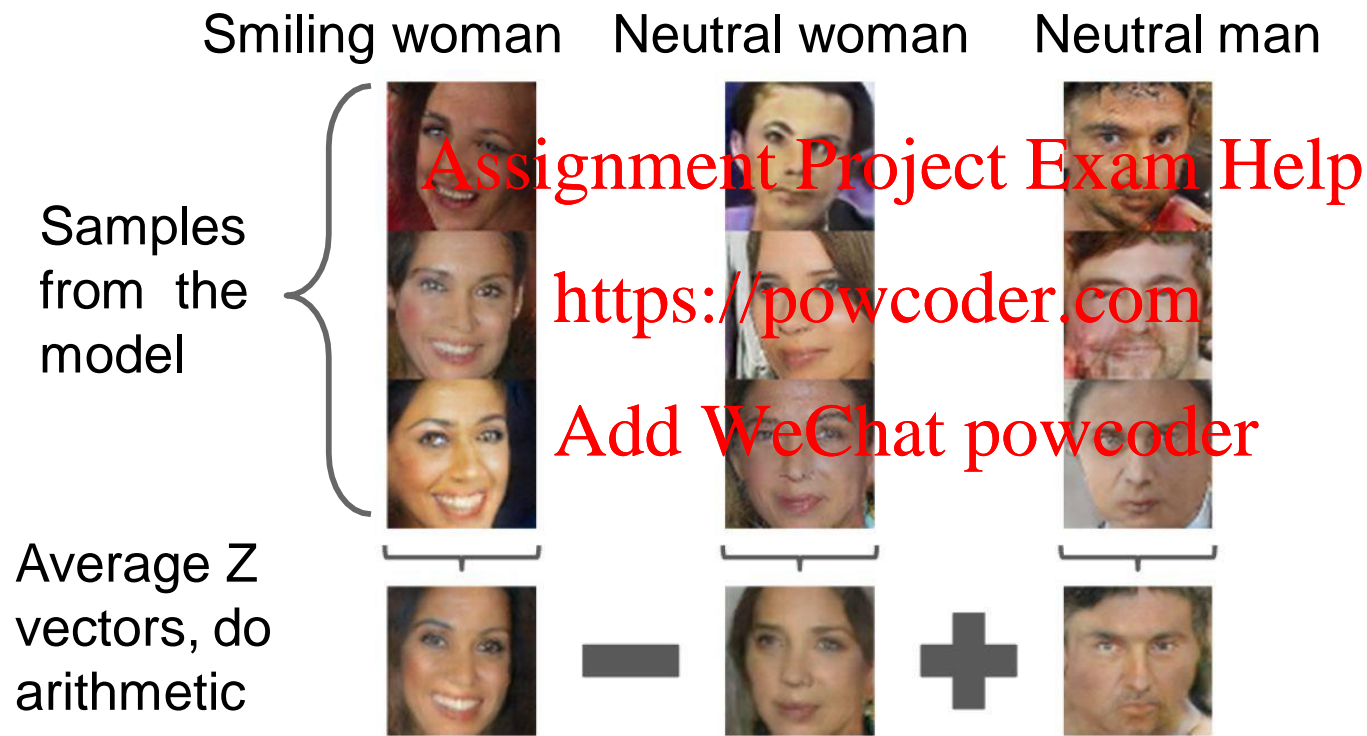 Smiling woman Neutral woman Neutral man
Assignment Project Exam Help
Samples
from the
model
https://powcoder.com
Add WeChat powcoder
Average Z
vectors, do
arithmetic